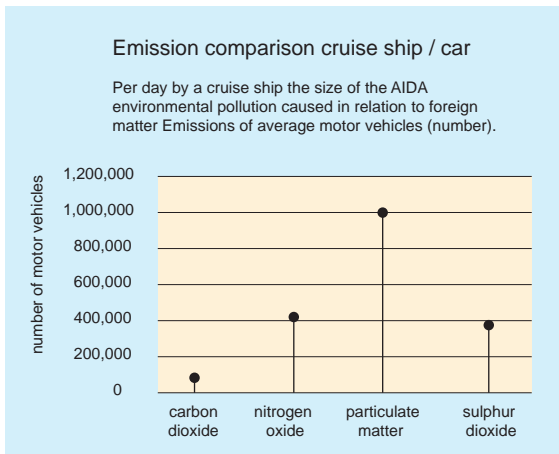 Emission comparison cruise ship / car
Per day by a cruise ship the size of the AIDA
environmental pollution caused in relation to foreign
matter Emissions of average motor vehicles (number).
number of motor vehicles
1,200,000
1,000,000
800,000
600,000
400,000
200,000
0
carbon
dioxide
nitrogen
oxide
particulate
matter
sulphur
dioxide